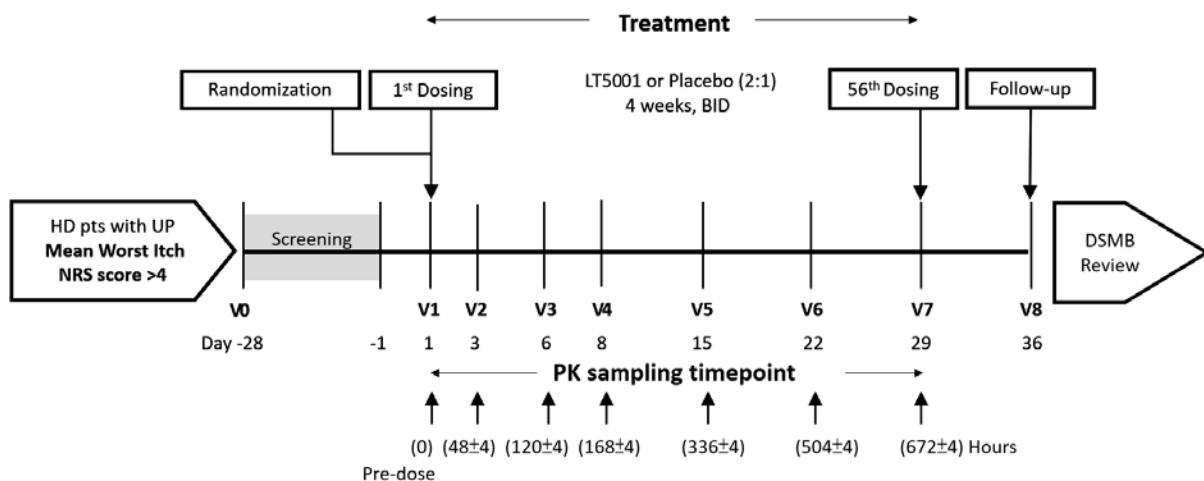 Treatment
Randomization
1st Dosing
LT5001 or Placebo (2:1)
4 weeks, BID
56th Dosing
Follow-up
HD pts with UP
Mean Worst Itch
NRS score >4
Screening
DSMB
Review
V0 V1 V2 V3 V4 V5 V6 V7 V8
Day -28 -1 1 3 6 8 15 22 29 36
PK sampling timepoint
(0) (48±4) (120±4) (168±4) (336±4) (504±4) (672±4) Hours
Pre-dose